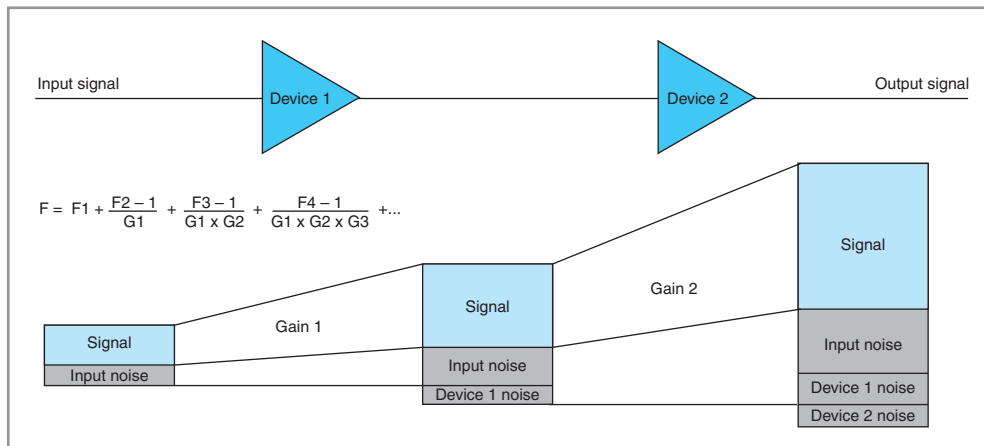 Input signal
Device 1
Device 2
Output signal
F = F1 + F2 – 1 / G1 + F3 – 1 / G1 x G2 + F4 – 1 / G1 x G2 x G3 +...
Signal
Input noise
Gain 1
Signal
Input noise
Device 1 noise
Gain 2
Signal
Input noise
Device 1 noise
Device 2 noise